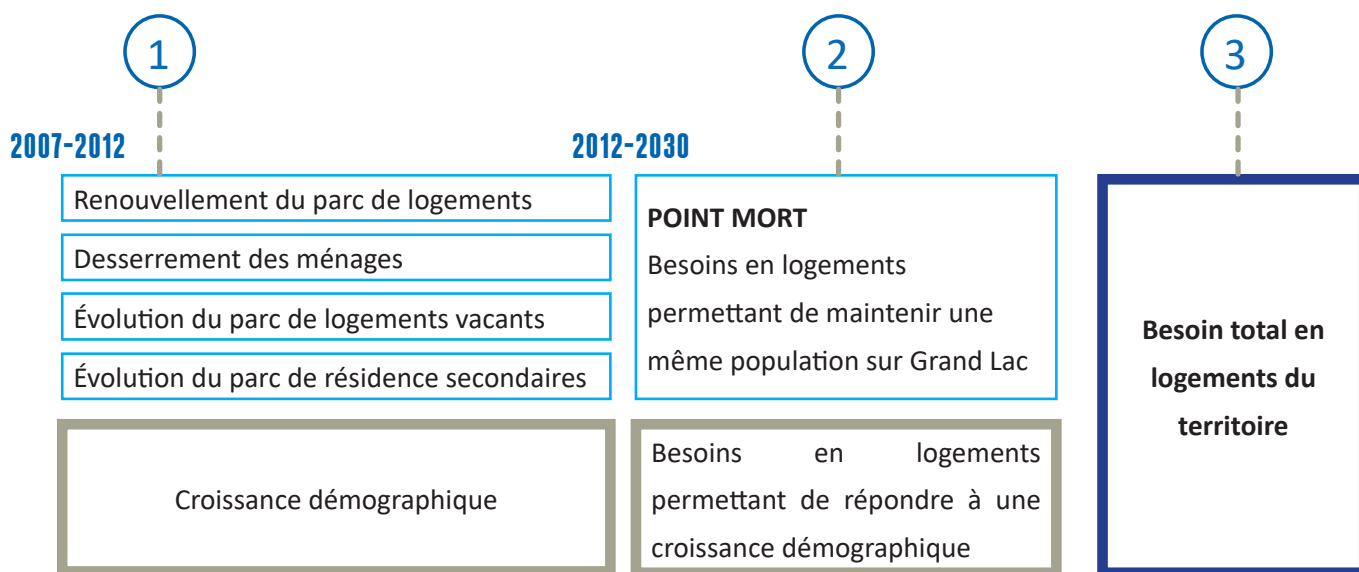 1
2
3
2007-2012
2012-2030
Renouvellement du parc de logements
Desserrement des ménages
Évolution du parc de logements vacants
Évolution du parc de résidence secondaires
Croissance démographique
POINT MORT
Besoins en logements
permettant de maintenir une
même population sur Grand Lac
Besoins en logements
permettant de répondre à une
croissance démographique
Besoin total en
logements du
territoire